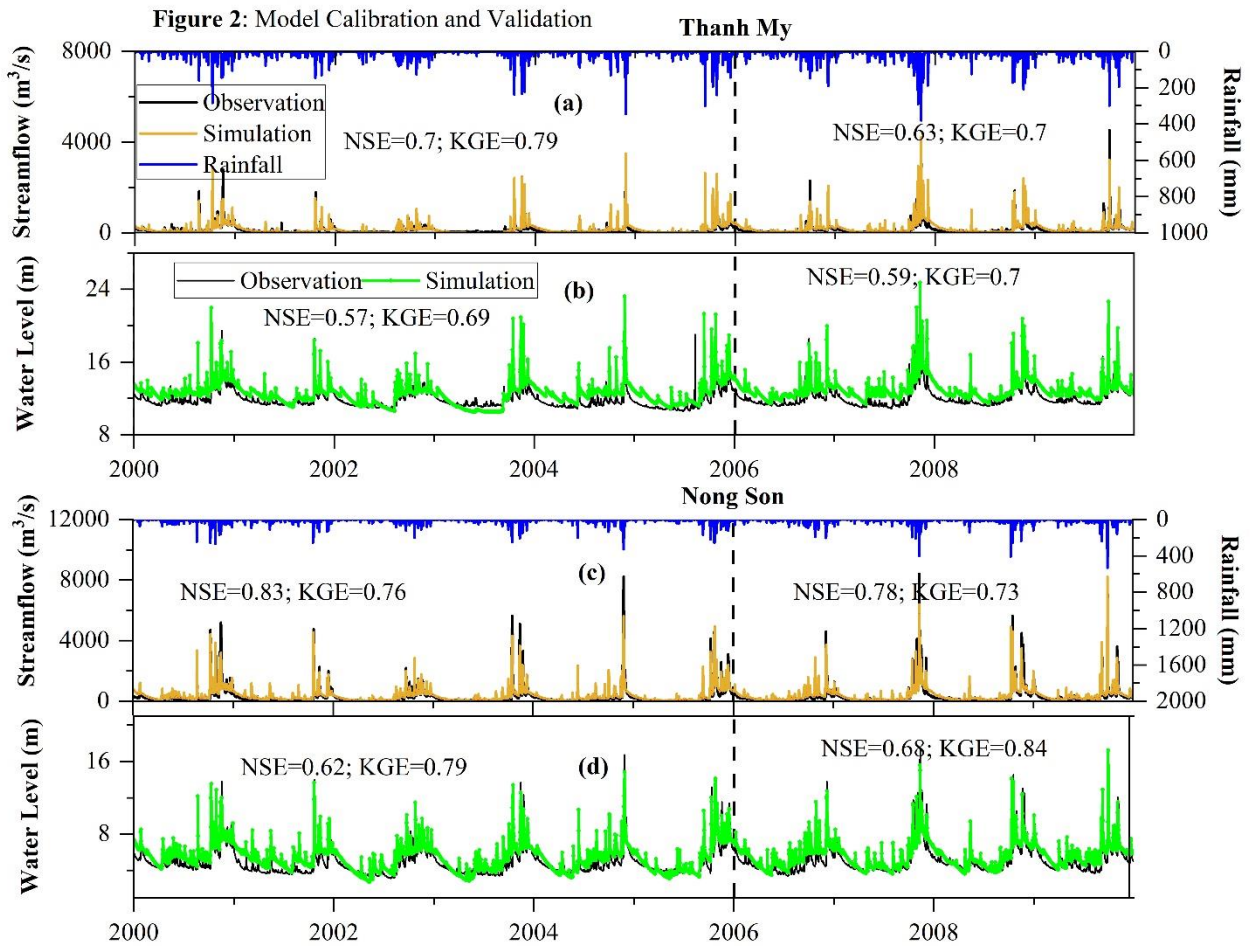 Figure 2: Model Calibration and Validation
Thanh My
8000
4000
0
Streamflow (m³/s)
Observation
Simulation
Rainfall
(a)
NSE=0.7; KGE=0.79
NSE=0.63; KGE=0.7
0
200
400
600
800
1000
Rainfall (mm)
24
16
8
Water Level (m)
Observation
Simulation
(b)
NSE=0.57; KGE=0.69
NSE=0.59; KGE=0.7
2000
2002
2004
2006
2008
Nong Son
12000
8000
4000
0
Streamflow (m³/s)
(c)
NSE=0.83; KGE=0.76
NSE=0.78; KGE=0.73
0
400
800
1200
1600
2000
Rainfall (mm)
16
8
Water Level (m)
(d)
NSE=0.62; KGE=0.79
NSE=0.68; KGE=0.84
2000
2002
2004
2006
2008